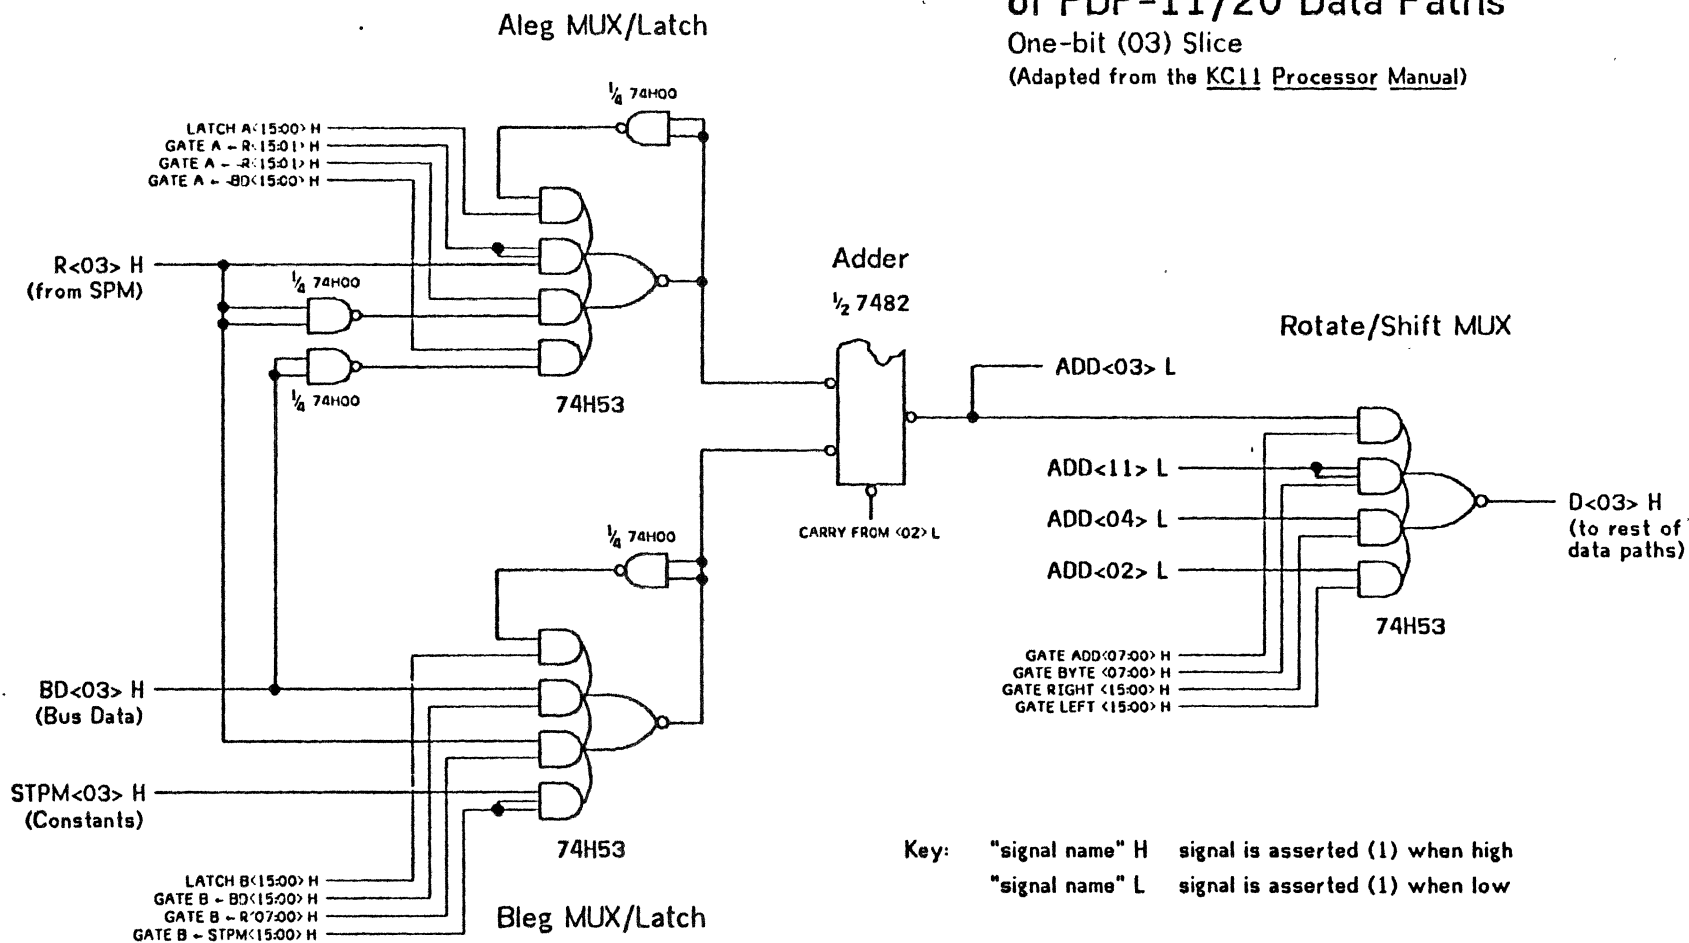 of PDP-11/20 Data Paths
One-bit (03) Slice
(Adapted from the KC11 Processor Manual)
Aleg MUX/Latch
1/4 74H00
LATCH A<15:00> H
GATE A ← R<15:01> H
GATE A ← -R<15:01> H
GATE A ← -BD<15:00> H
R<03> H
(from SPM)
1/4 74H00
1/4 74H00
74H53
Adder
1/2 7482
Rotate/Shift MUX
ADD<03> L
ADD<11> L
ADD<04> L
ADD<02> L
D<03> H
(to rest of
data paths)
CARRY FROM <02> L
1/4 74H00
74H53
GATE ADD<07:00> H
GATE BYTE <07:00> H
GATE RIGHT <15:00> H
GATE LEFT <15:00> H
BD<03> H
(Bus Data)
STPM<03> H
(Constants)
74H53
LATCH B<15:00> H
GATE B ← BD<15:00> H
GATE B ← R<07:00> H
GATE B ← STPM<15:00> H
Bleg MUX/Latch
Key: "signal name" H signal is asserted (1) when high
"signal name" L signal is asserted (1) when low